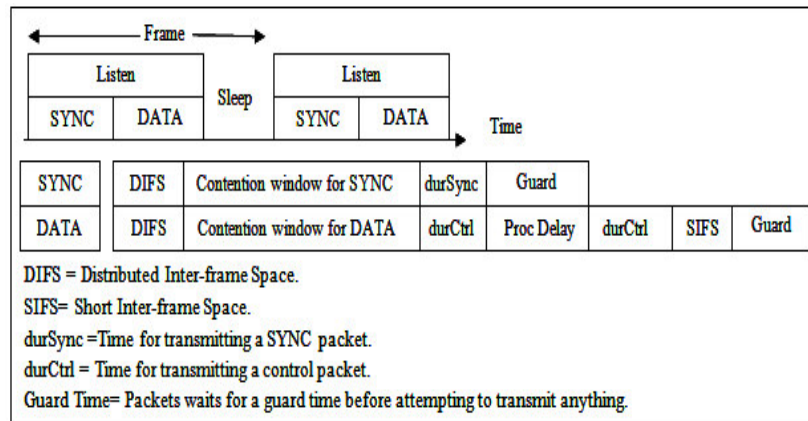 Frame
Listen Listen
SYNC DATA Sleep SYNC DATA
Time
SYNC DIFS Contention window for SYNC durSync Guard
DATA DIFS Contention window for DATA durCtrl Proc Delay durCtrl SIFS Guard
DIFS = Distributed Inter-frame Space.
SIFS= Short Inter-frame Space.
durSync =Time for transmitting a SYNC packet.
durCtrl = Time for transmitting a control packet.
Guard Time= Packets waits for a guard time before attempting to transmit anything.